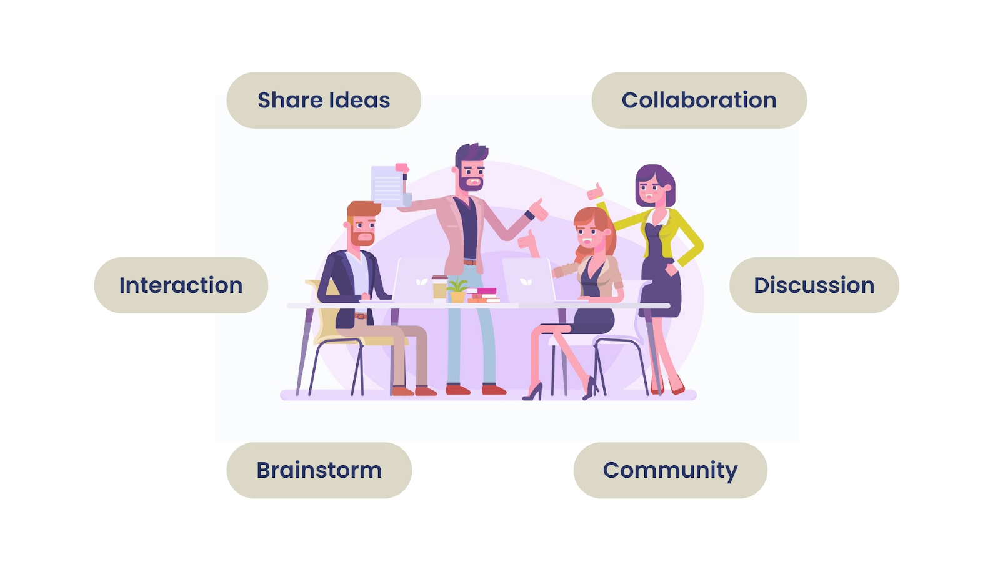 Share Ideas
Collaboration
Interaction
Discussion
Brainstorm
Community